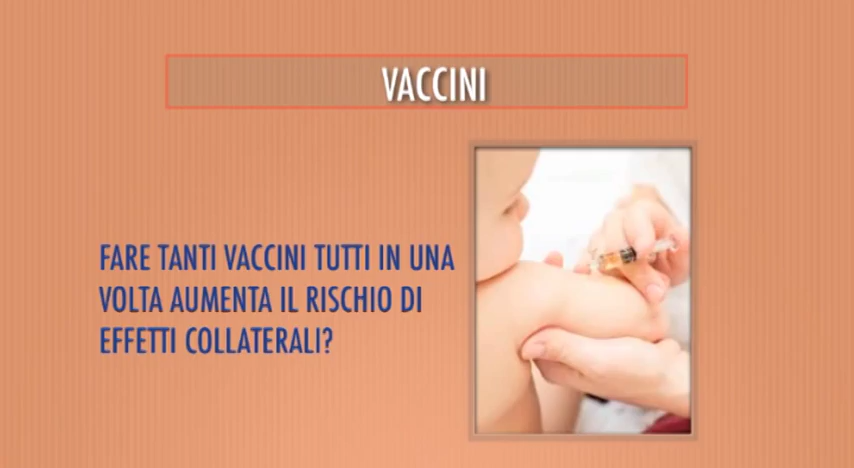 VACCINI
FARE TANTI VACCINI TUTTI IN UNA
VOLTA AUMENTA IL RISCHIO DI
EFFETTI COLLATERALI?